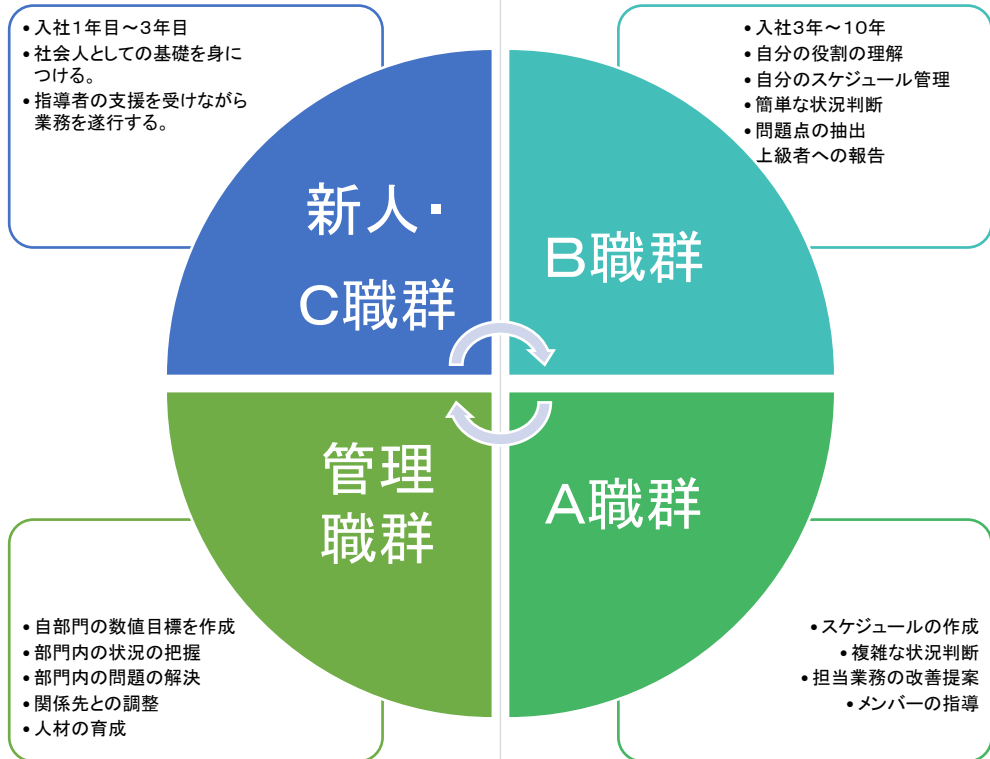 • 入社1年目～3年目
• 社会人としての基礎を身に
つける。
• 指導者の支援を受けながら
業務を遂行する。
新人・
C職群
• 入社3年～10年
• 自分の役割の理解
• 自分のスケジュール管理
• 簡単な状況判断
• 問題点の抽出
上級者への報告
B職群
管理
職群
• 自部門の数値目標を作成
• 部門内の状況の把握
• 部門内の問題の解決
• 関係先との調整
• 人材の育成
A職群
• スケジュールの作成
• 複雑な状況判断
• 担当業務の改善提案
• メンバーの指導